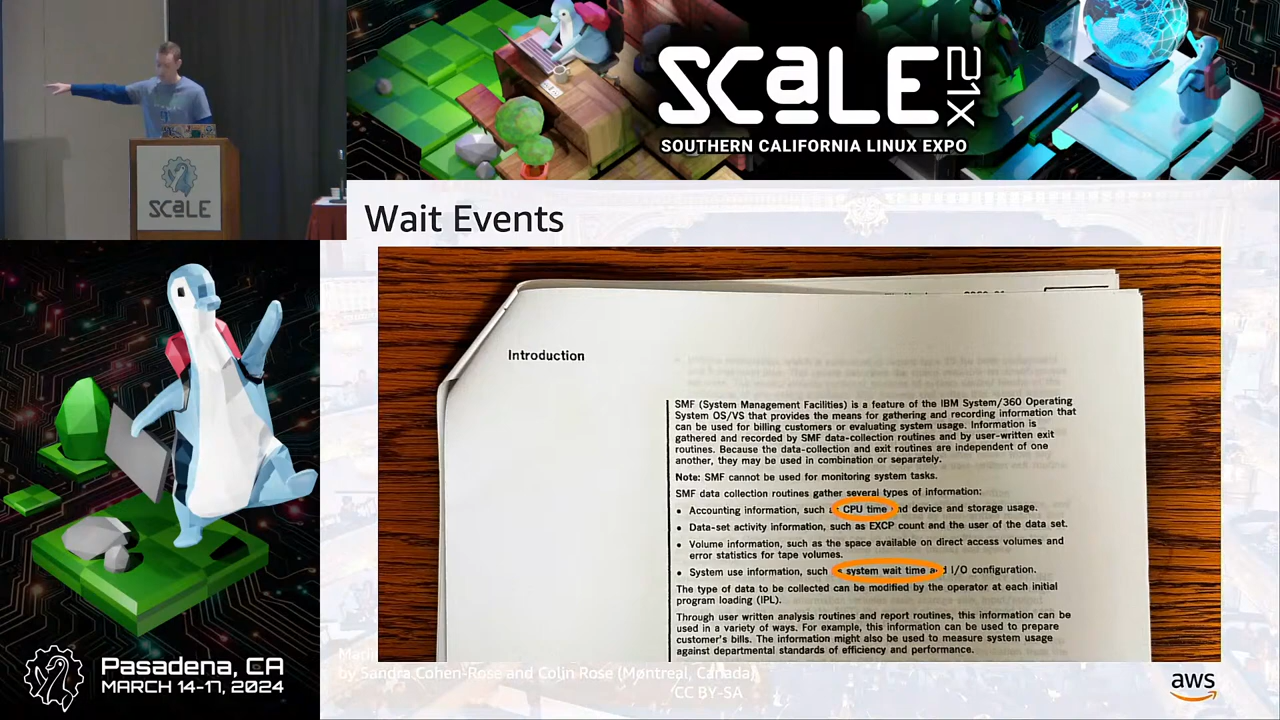 SCaLE 21X
SOUTHERN CALIFORNIA LINUX EXPO
SCaLE
Wait Events
Introduction
SMF (System Management Facilities) is a feature of the IBM System/360 Operating
System OS/VS that provides the means for gathering and recording information that
can be used for billing customers or evaluating system usage. Information is
gathered and recorded by SMF data-collection routines and by user-written exit
routines. Because the data-collection and exit routines are independent of one
another, they may be used in combination or separately.
Note: SMF cannot be used for monitoring system tasks.
SMF data collection routines gather several types of information:
• Accounting information, such CPU time nd device and storage usage.
• Data-set activity information, such as EXCP count and the user of the data set.
• Volume information, such as the space available on direct access volumes and
error statistics for tape volumes.
• System use information, such system wait time d I/O configuration.
The type of data to be collected can be modified by the operator at each initial
program loading (IPL).
Through user written analysis routines and report routines, this information can be
used in a variety of ways. For example, this information can be used to prepare
customer's bills. The information might also be used to measure system usage
against departmental standards of efficiency and performance.
by Sandra Cohen-Rose and Colin Rose (Montreal, Canada)
CC BY-SA
aws
Pasadena, CA
MARCH 14-17, 2024